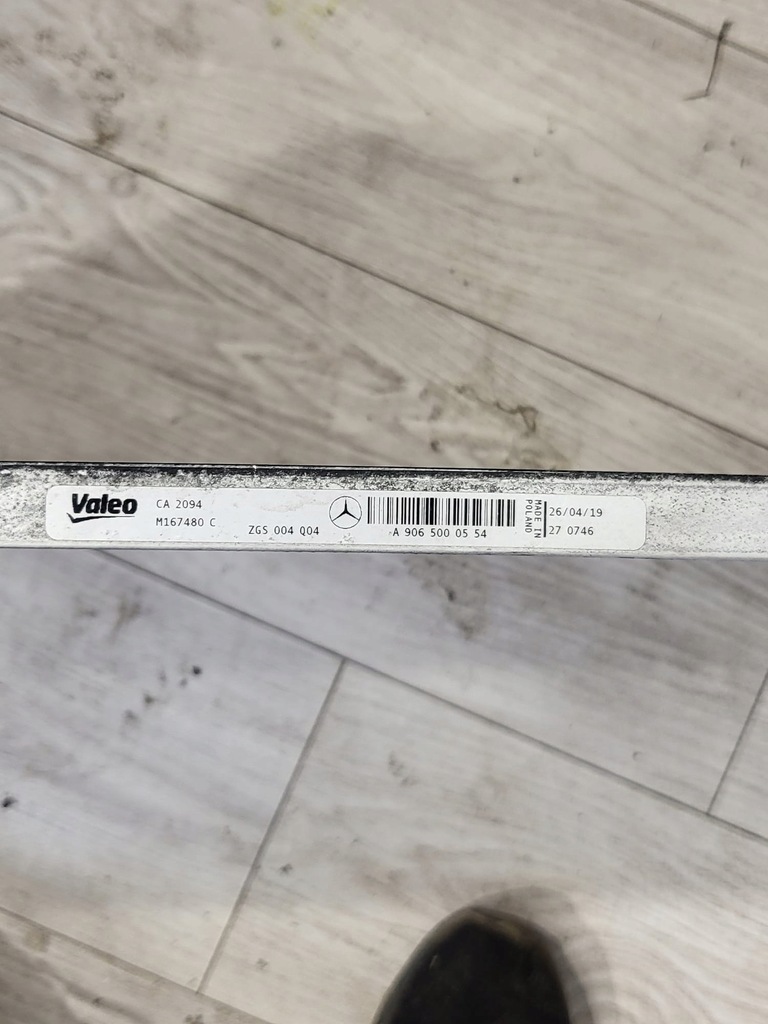 Valeo
CA 2094
M167480 C
ZGS 004 Q04
A 906 500 05 54
MADE IN
POLAND
26/04/19
27 0746